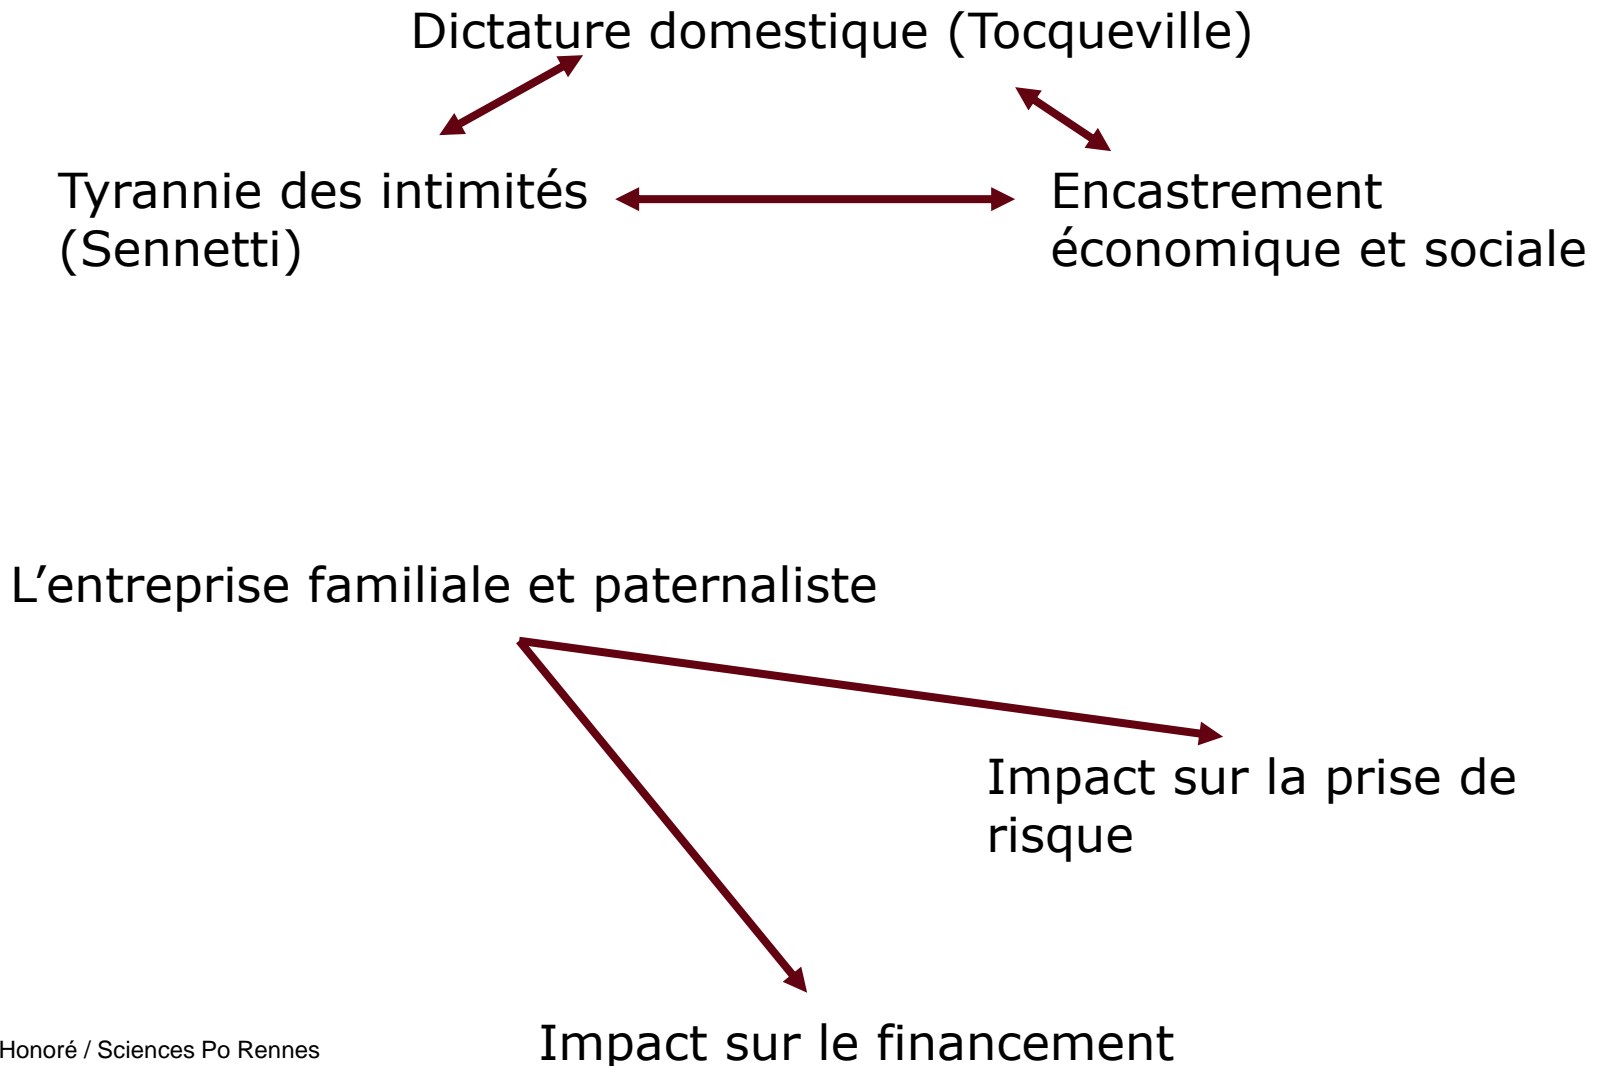 Dictature domestique (Tocqueville)
Tyrannie des intimités
(Sennetti)
Encastrement
économique et sociale
L’entreprise familiale et paternaliste
Impact sur la prise de
risque
Impact sur le financement
Honoré / Sciences Po Rennes